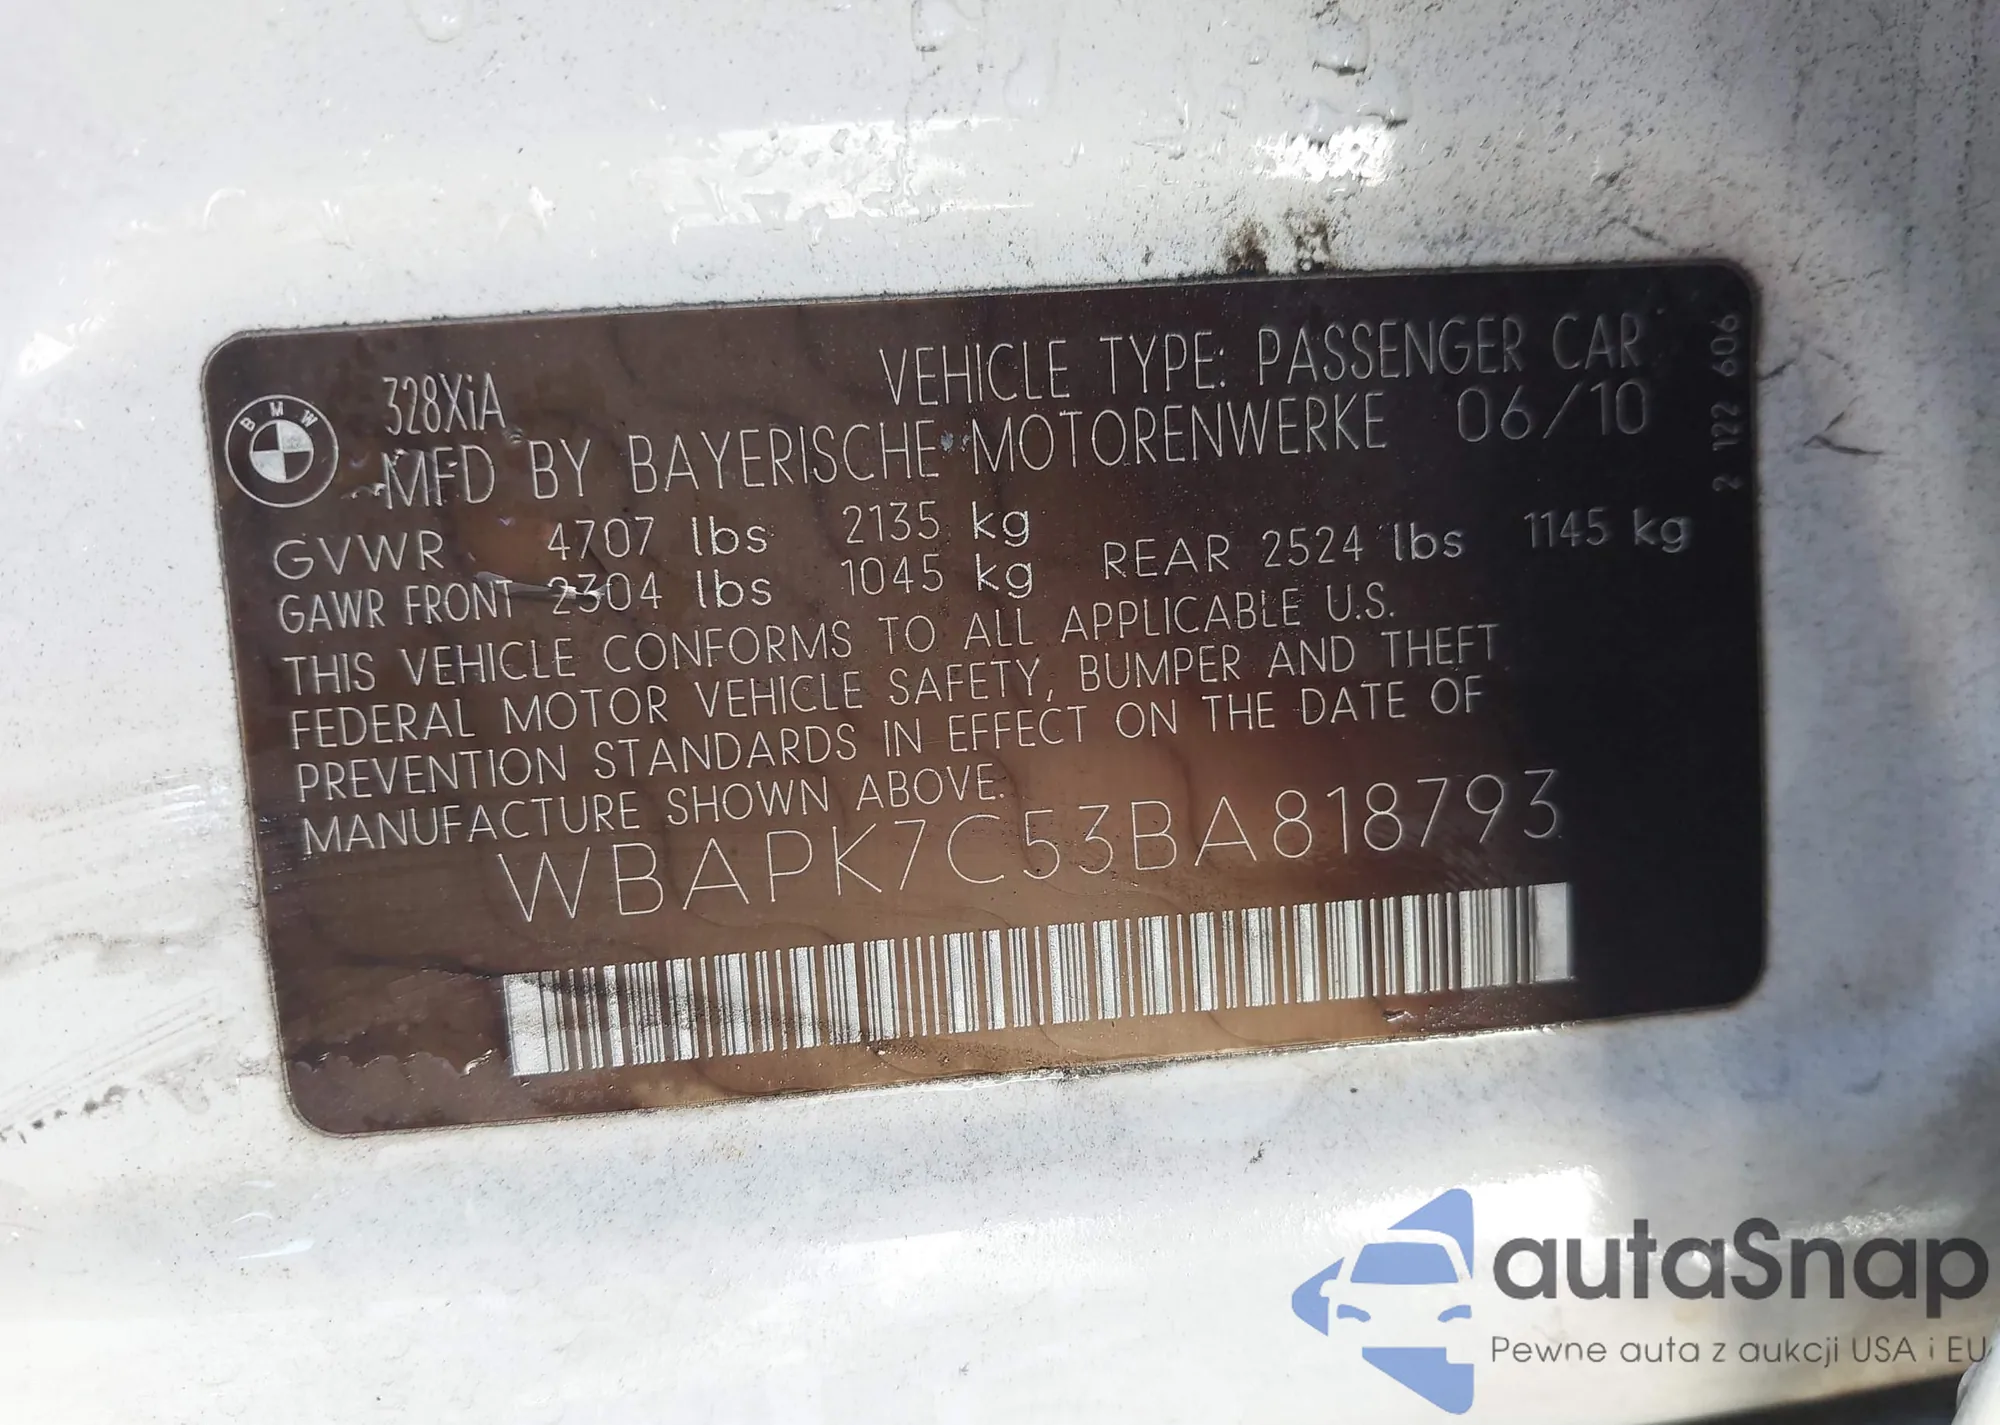 BMW
328XiA
VEHICLE TYPE: PASSENGER CAR
MFD BY BAYERISCHE MOTORENWERKE 06/10
GVWR 4707 lbs 2135 kg
GAWR FRONT 2304 lbs 1045 kg REAR 2524 lbs 1145 kg
THIS VEHICLE CONFORMS TO ALL APPLICABLE U.S.
FEDERAL MOTOR VEHICLE SAFETY, BUMPER AND THEFT
PREVENTION STANDARDS IN EFFECT ON THE DATE OF
MANUFACTURE SHOWN ABOVE.
WBAPK7C53BA818793
2 122 606
autaSnap
Pewne auta z aukcji USA i EU